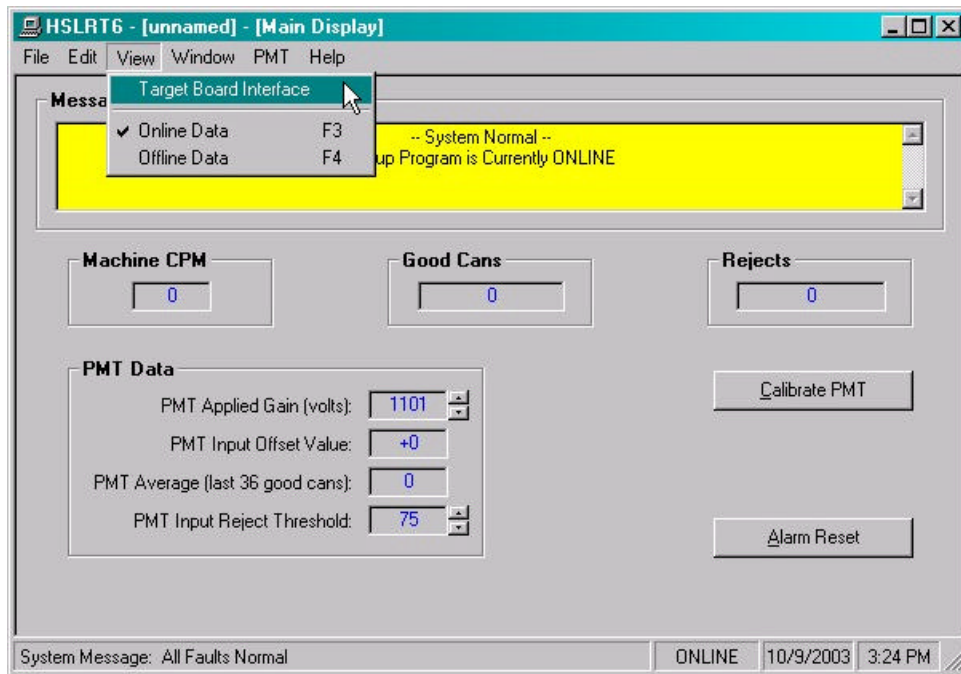 HSLRT6 - [unnamed] - [Main Display]
File Edit View Window PMT Help
Target Board Interface
Online Data F3
Offline Data F4
Messa
-- System Normal --
up Program is Currently ONLINE
Machine CPM
0
Good Cans
0
Rejects
0
PMT Data
PMT Applied Gain (volts): 1101
PMT Input Offset Value: +0
PMT Average (last 36 good cans): 0
PMT Input Reject Threshold: 75
Calibrate PMT
Alarm Reset
System Message: All Faults Normal ONLINE 10/9/2003 3:24 PM